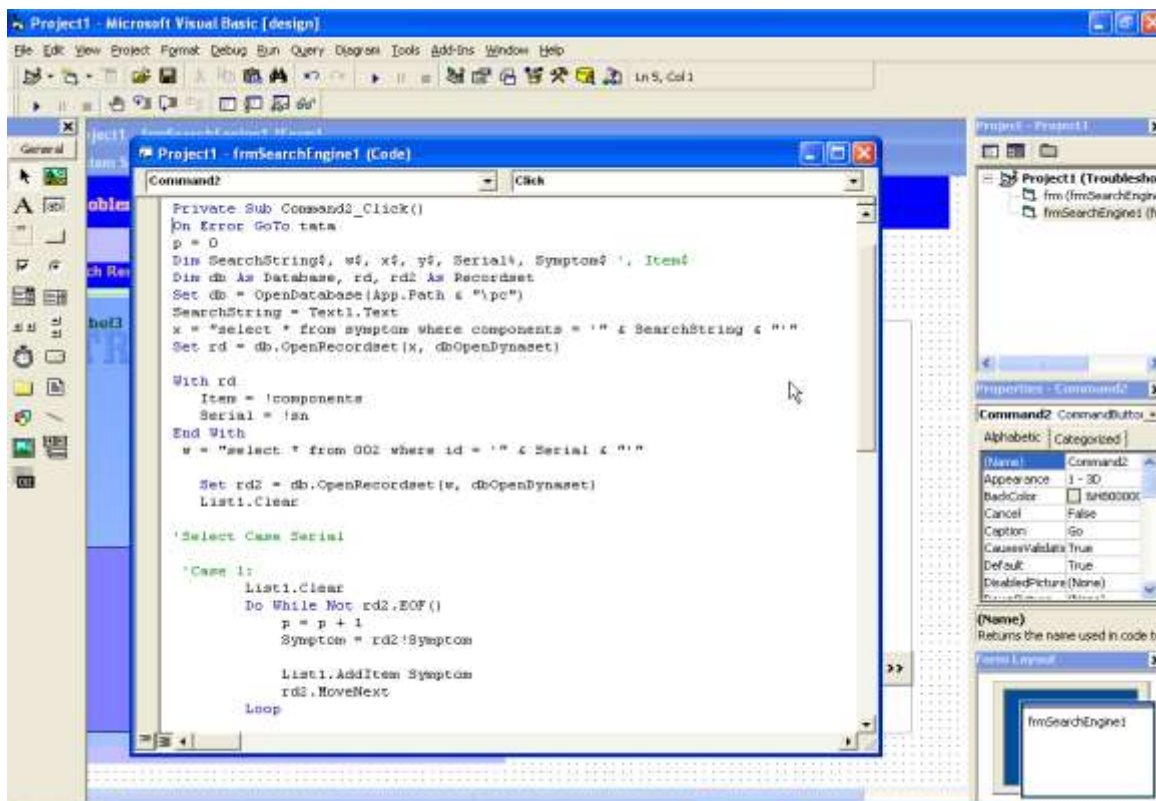 Project1 - Microsoft Visual Basic [design]
File Edit View Project Format Debug Run Query Diagram Tools Add-Ins Window Help
Ln 5, Col 1
General
Project1 - frmSearchEngine1 (Code)
Command2 Click
Private Sub Command2_Click()
On Error GoTo tata
p = 0
Dim SearchString$, w$, x$, y$, Serial%, Symptom$ ', Item$
Dim db As Database, rd, rd2 As Recordset
Set db = OpenDatabase(App.Path & "\pc")
SearchString = Text1.Text
x = "select * from symptom where components = '" & SearchString & "'"
Set rd = db.OpenRecordset(x, dbOpenDynaset)
With rd
Item = !components
Serial = !sn
End With
w = "select * from 002 where id = '" & Serial & "'"
Set rd2 = db.OpenRecordset(w, dbOpenDynaset)
List1.Clear
'Select Case Serial
'Case 1:
List1.Clear
Do While Not rd2.EOF()
p = p + 1
Symptom = rd2!Symptom
List1.AddItem Symptom
rd2.MoveNext
Loop
>>
Project - Project1
Project1 (Troublesho
frm (frmSearchEngine
frmSearchEngine1 (fr
Properties - Command2
Command2 CommandButto
Alphabetic Categorized
(Name) Command2
Appearance 1 - 3D
BackColor
Cancel False
Caption Go
CausesValidatio True
Default True
DisabledPicture (None)
(Name)
Returns the name used in code t
Form Layout
frmSearchEngine1